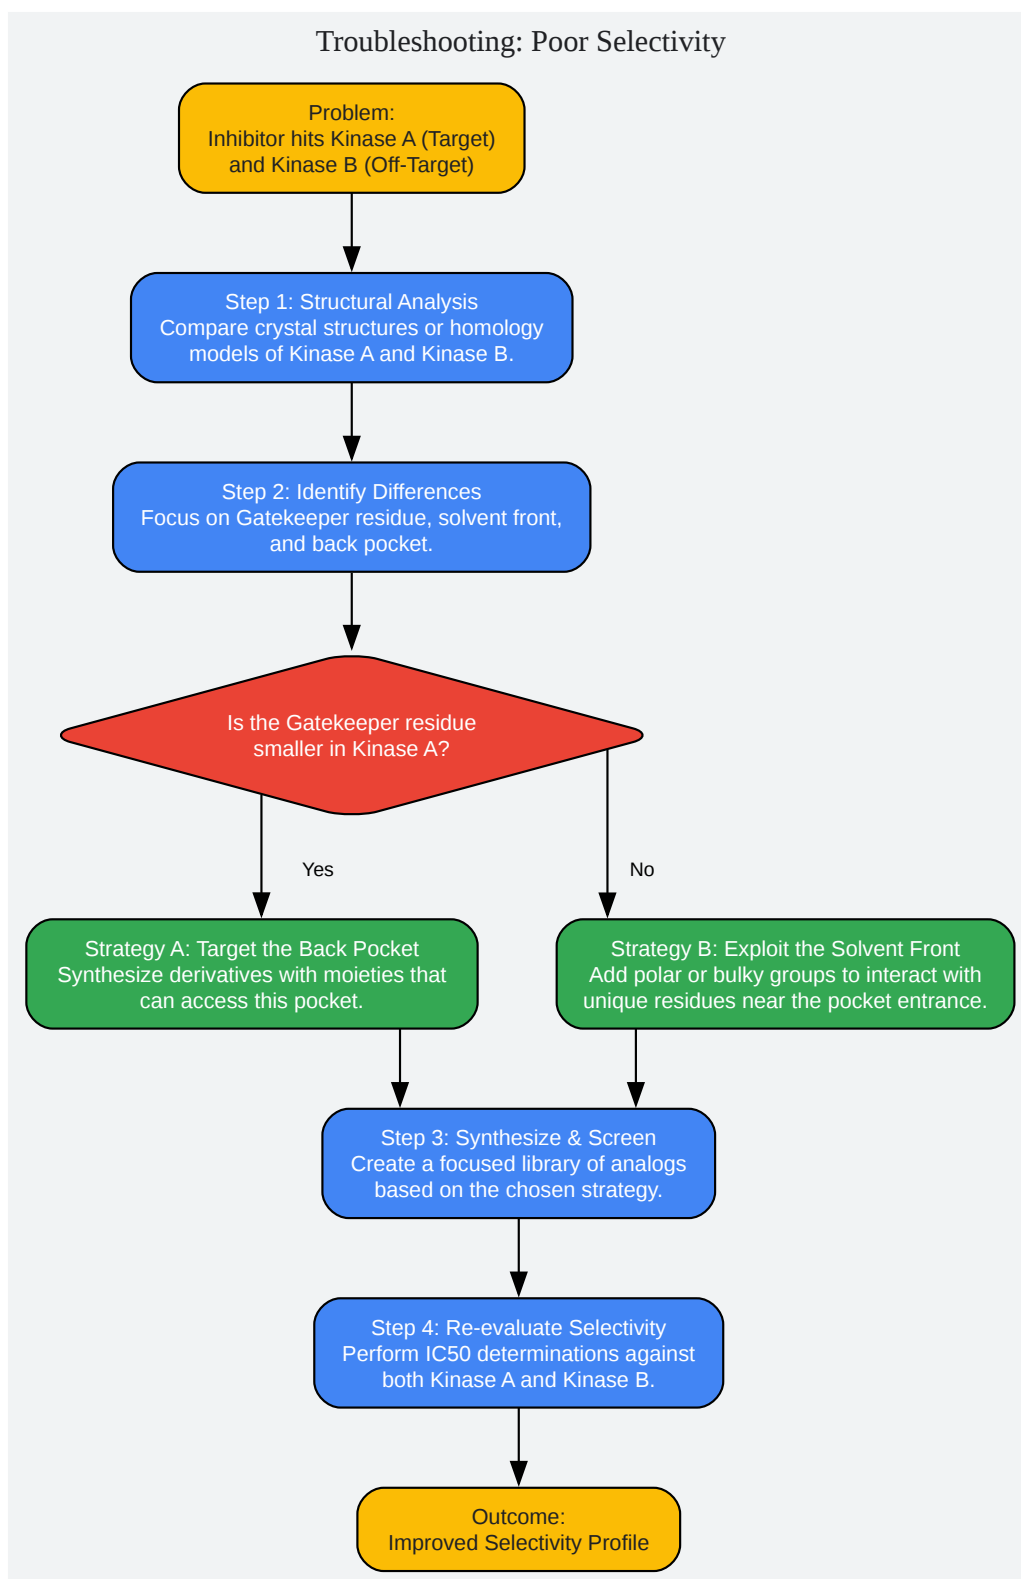 Troubleshooting: Poor Selectivity
Problem:
Inhibitor hits Kinase A (Target)
and Kinase B (Off-Target)
Step 1: Structural Analysis
Compare crystal structures or homology
models of Kinase A and Kinase B.
Step 2: Identify Differences
Focus on Gatekeeper residue, solvent front,
and back pocket.
Is the Gatekeeper residue
smaller in Kinase A?
Yes
No
Strategy A: Target the Back Pocket
Synthesize derivatives with moieties that
can access this pocket.
Strategy B: Exploit the Solvent Front
Add polar or bulky groups to interact with
unique residues near the pocket entrance.
Step 3: Synthesize & Screen
Create a focused library of analogs
based on the chosen strategy.
Step 4: Re-evaluate Selectivity
Perform IC50 determinations against
both Kinase A and Kinase B.
Outcome:
Improved Selectivity Profile